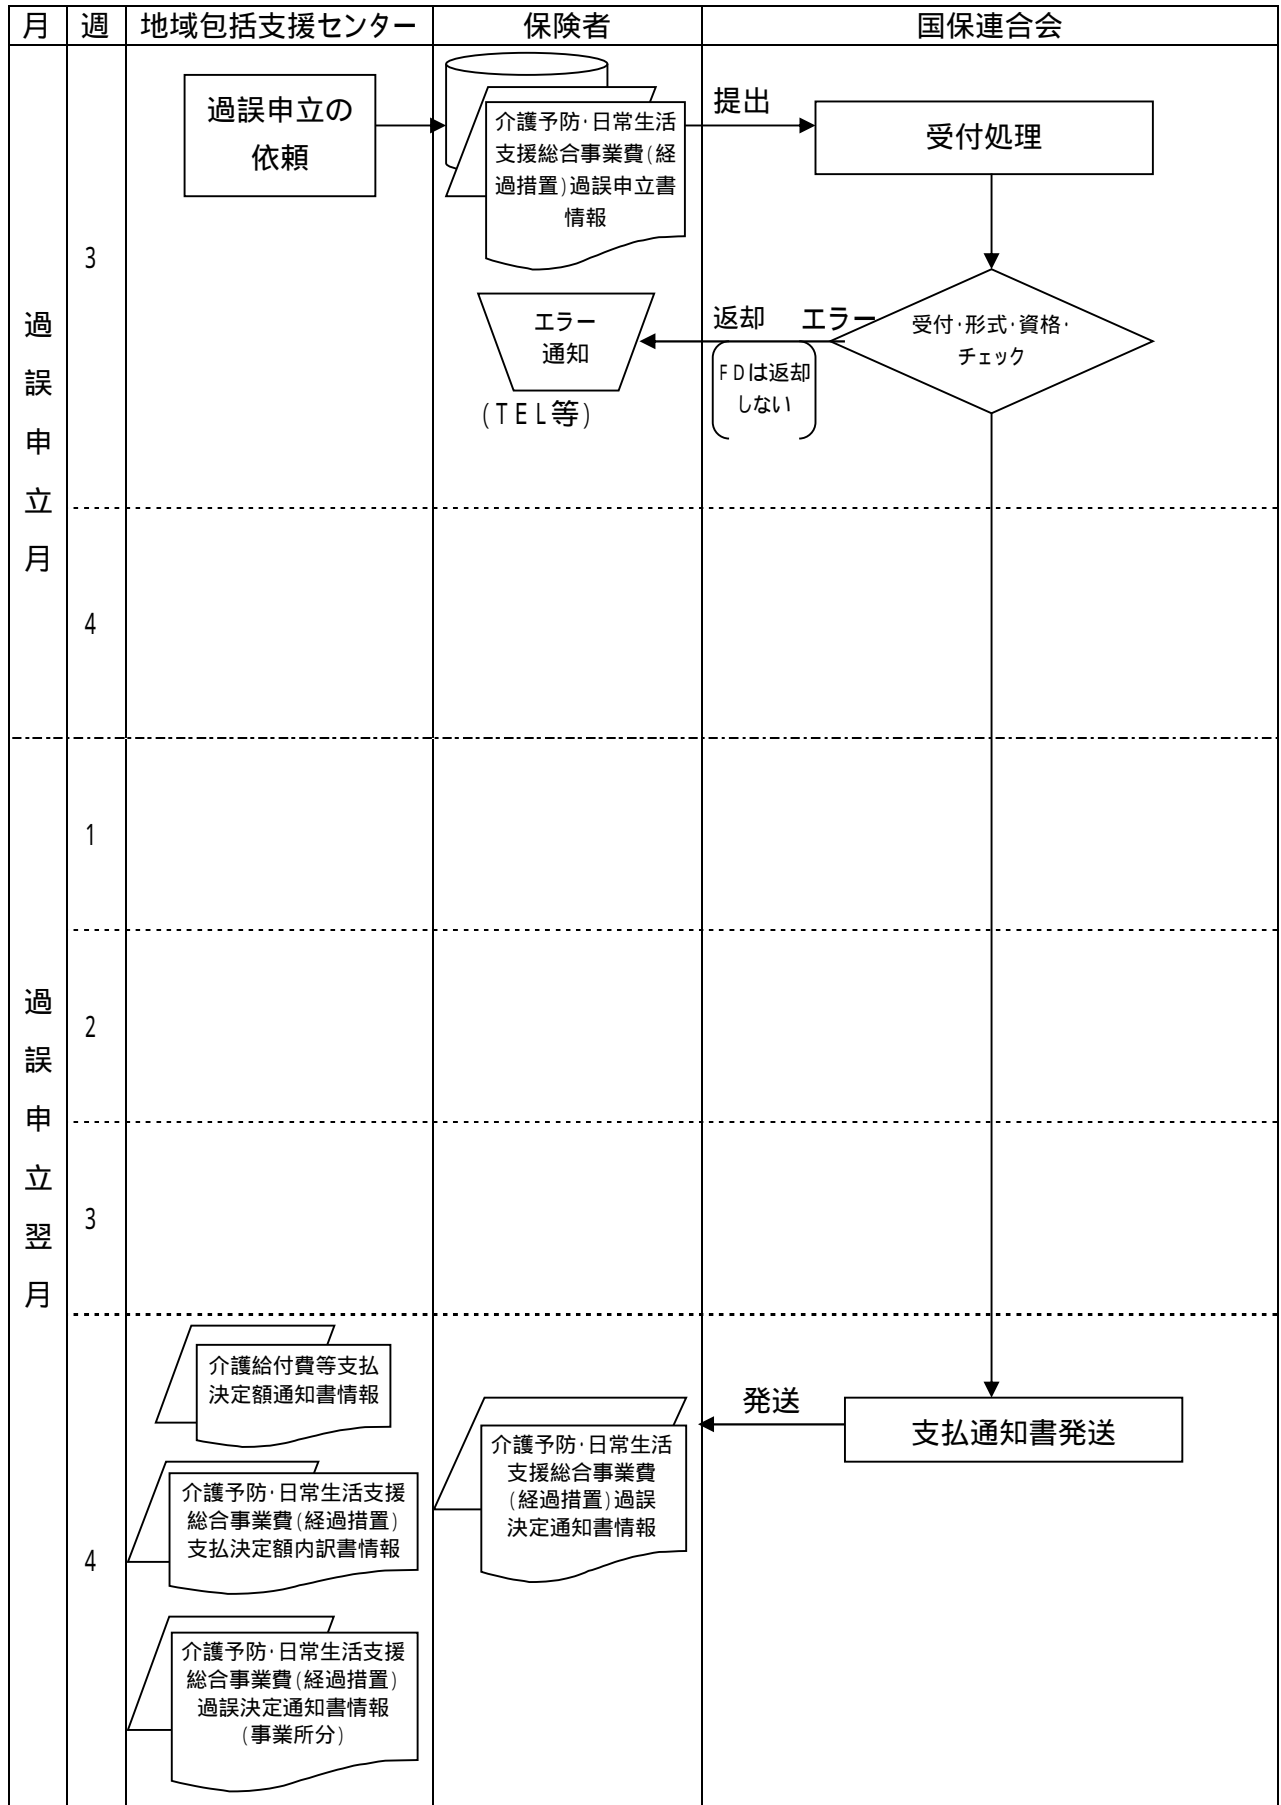 月 週 地域包括支援センター 保険者 国保連合会
過誤申立月
3
過誤申立の
依頼
介護予防･日常生活
支援総合事業費(経
過措置)過誤申立書
情報
提出
受付処理
エラー
通知
(TEL等)
返却 エラー
FDは返却
しない
受付･形式･資格･
チェック
4
過誤申立翌月
1
2
3
4
介護給付費等支払
決定額通知書情報
介護予防･日常生活支援
総合事業費(経過措置)
支払決定額内訳書情報
介護予防･日常生活支援
総合事業費(経過措置)
過誤決定通知書情報
(事業所分)
介護予防･日常生活
支援総合事業費
(経過措置)過誤
決定通知書情報
発送
支払通知書発送